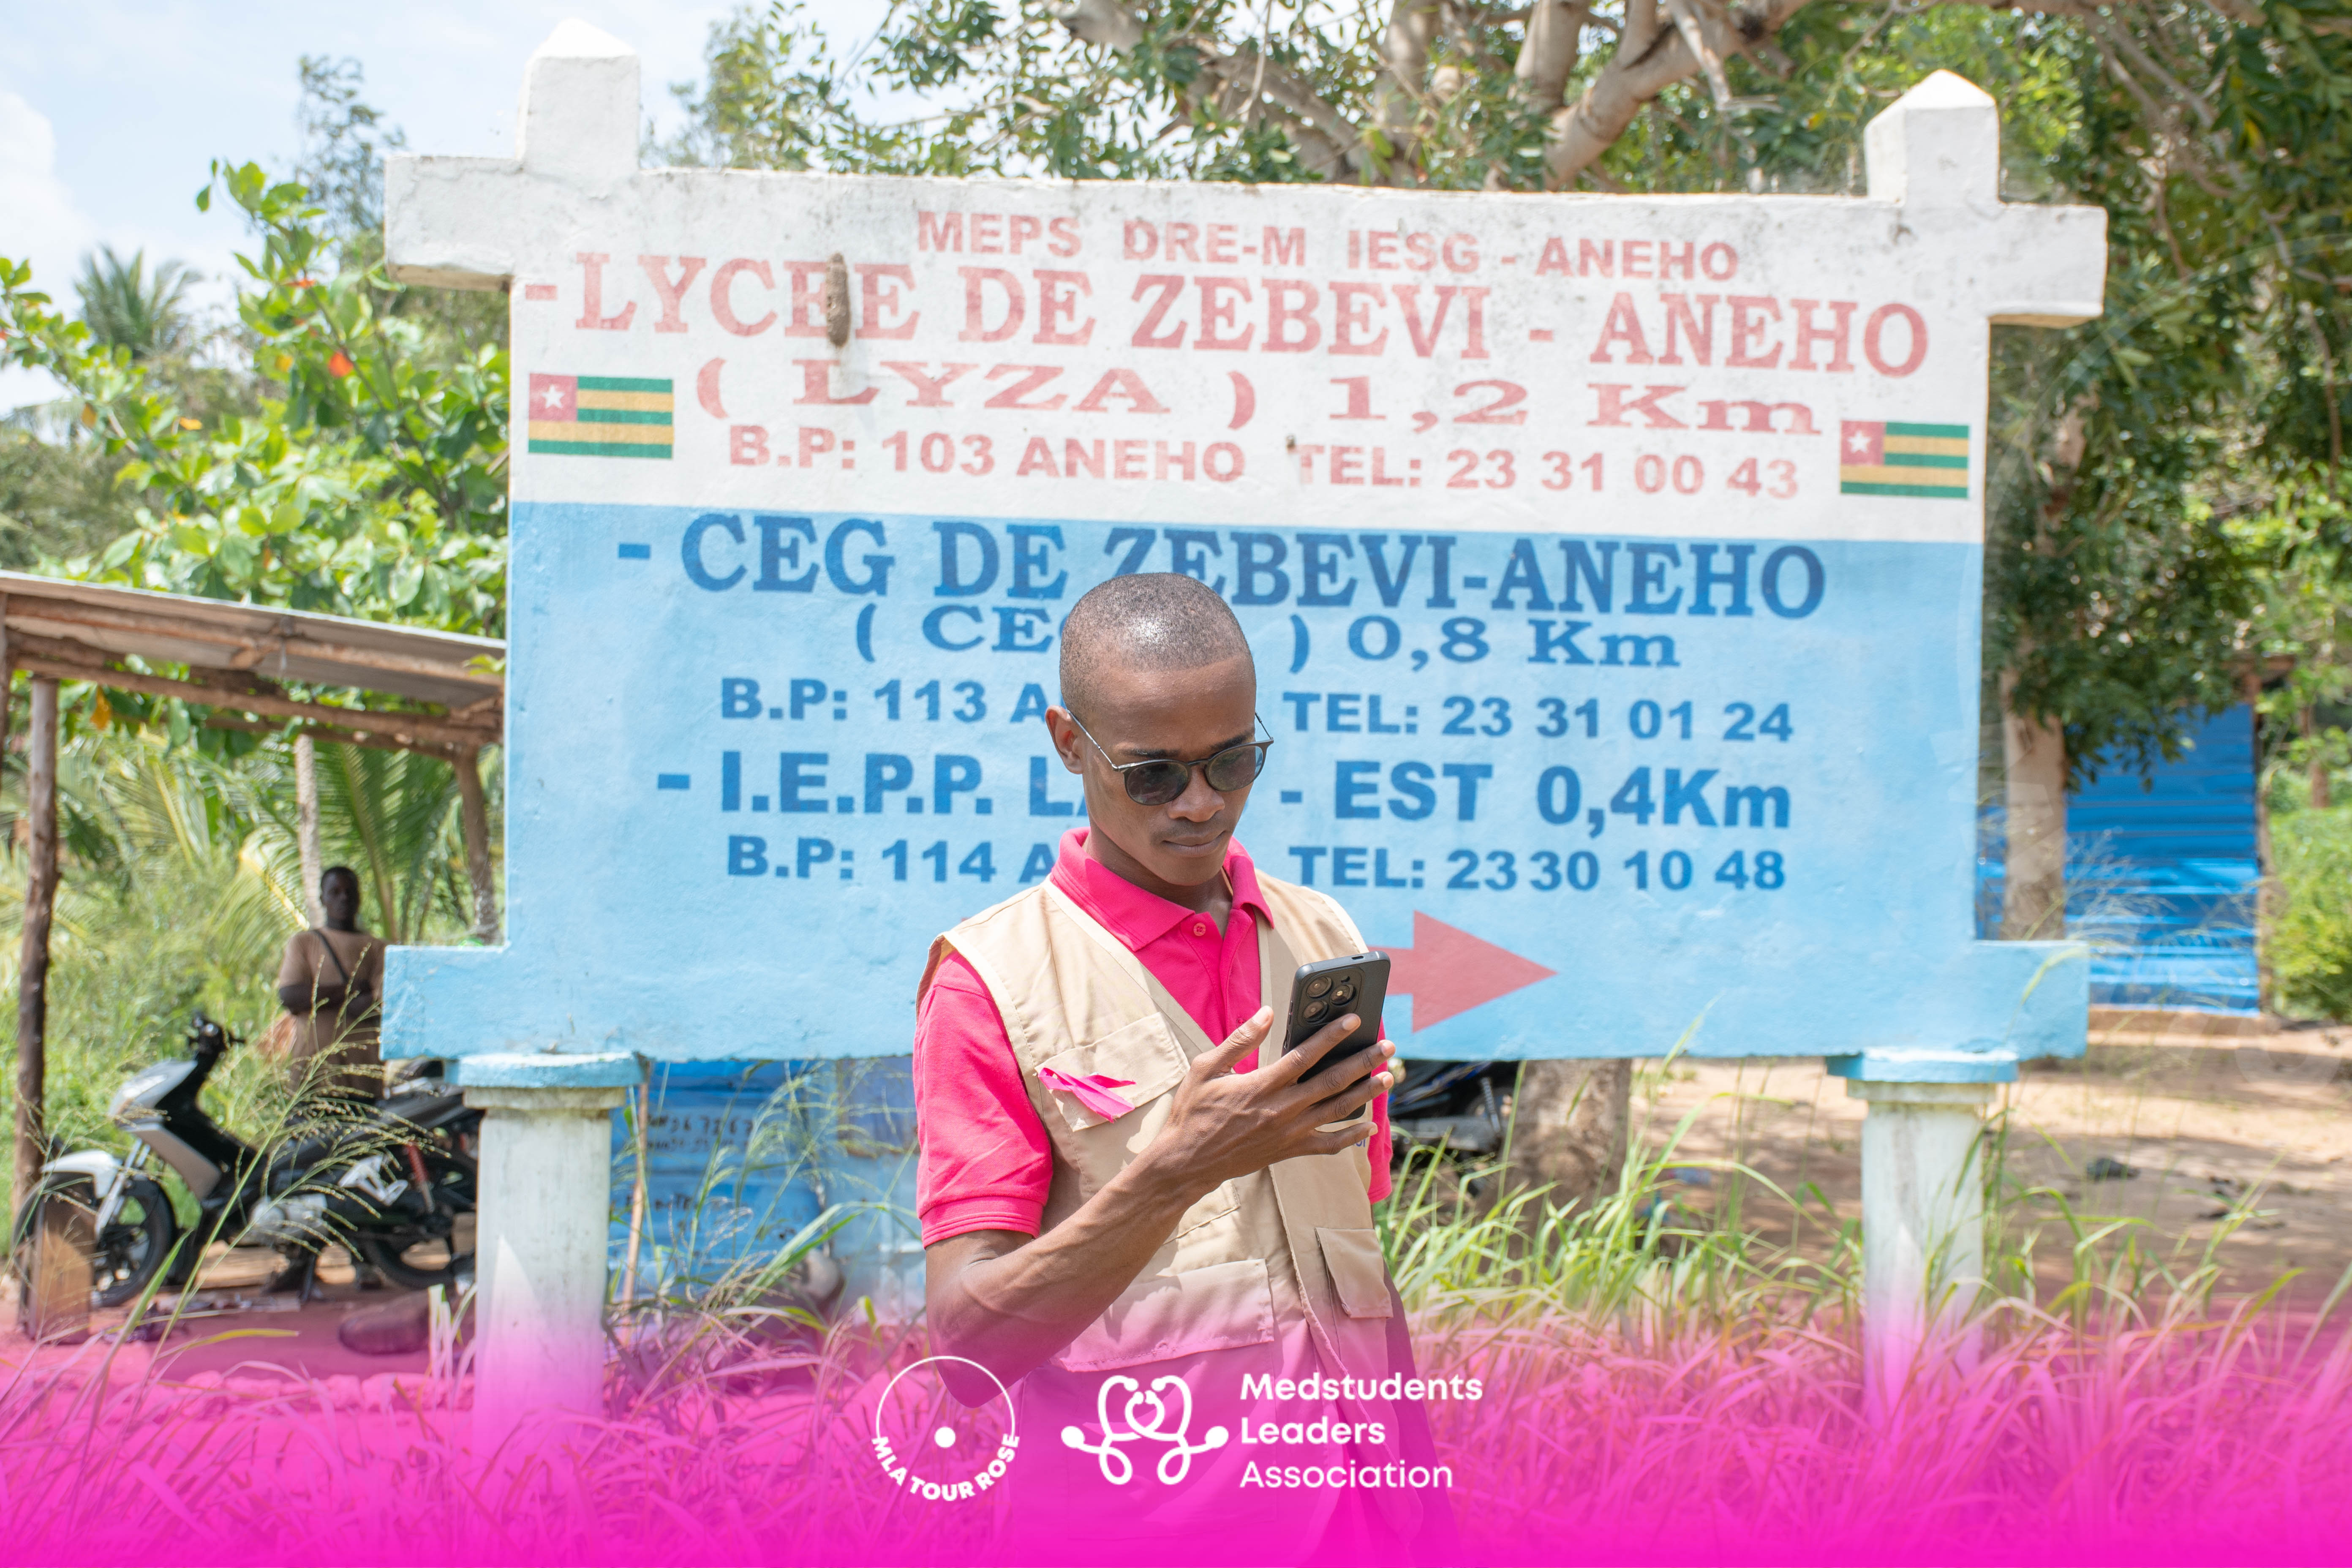 MEPS DRE-M IESG - ANEHO
- LYCEE DE ZEBEVI - ANEHO
( LYZA ) 1,2 Km
B.P: 103 ANEHO TEL: 23 31 00 43
- CEG DE ZEBEVI-ANEHO
( CE ) 0,8 Km
B.P: 113 A TEL: 23 31 01 24
- I.E.P.P. - EST 0,4Km
B.P: 114 A TEL: 23 30 10 48
MLA TOUR ROSE
Medstudents
Leaders
Association